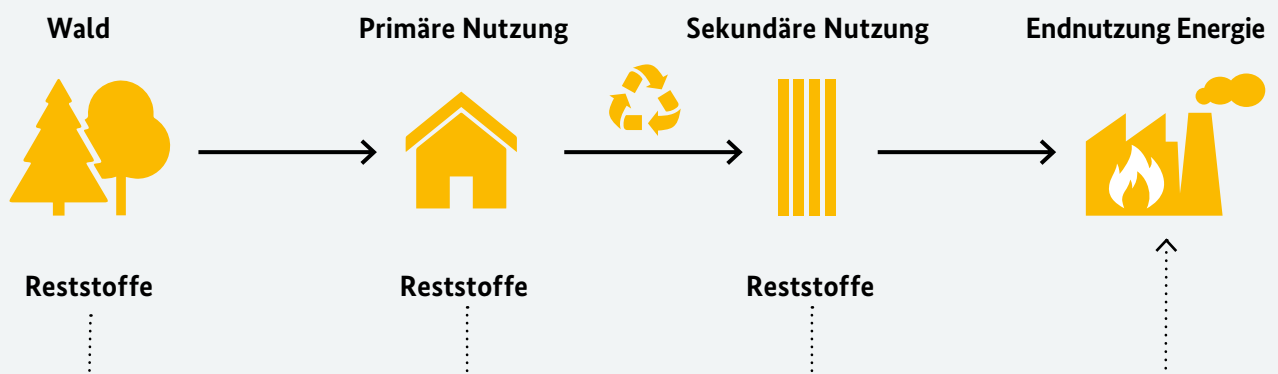 Wald
Primäre Nutzung
Sekundäre Nutzung
Endnutzung Energie
Reststoffe
Reststoffe
Reststoffe